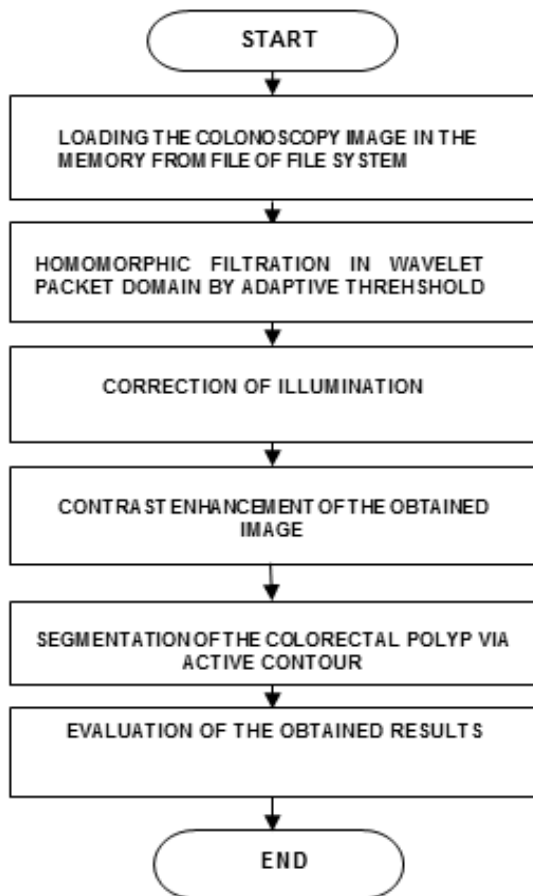 START
LOADING THE COLONOSCOPY IMAGE IN THE
MEMORY FROM FILE OF FILE SYSTEM
HOMOMORPHIC FILTRATION IN WAVELET
PACKET DOMAIN BY ADAPTIVE THREHSHOLD
CORRECTION OF ILLUMINATION
CONTRAST ENHANCEMENT OF THE OBTAINED
IMAGE
SEGMENTATION OF THE COLORECTAL POLYP VIA
ACTIVE CONTOUR
EVALUATION OF THE OBTAINED RESULTS
END